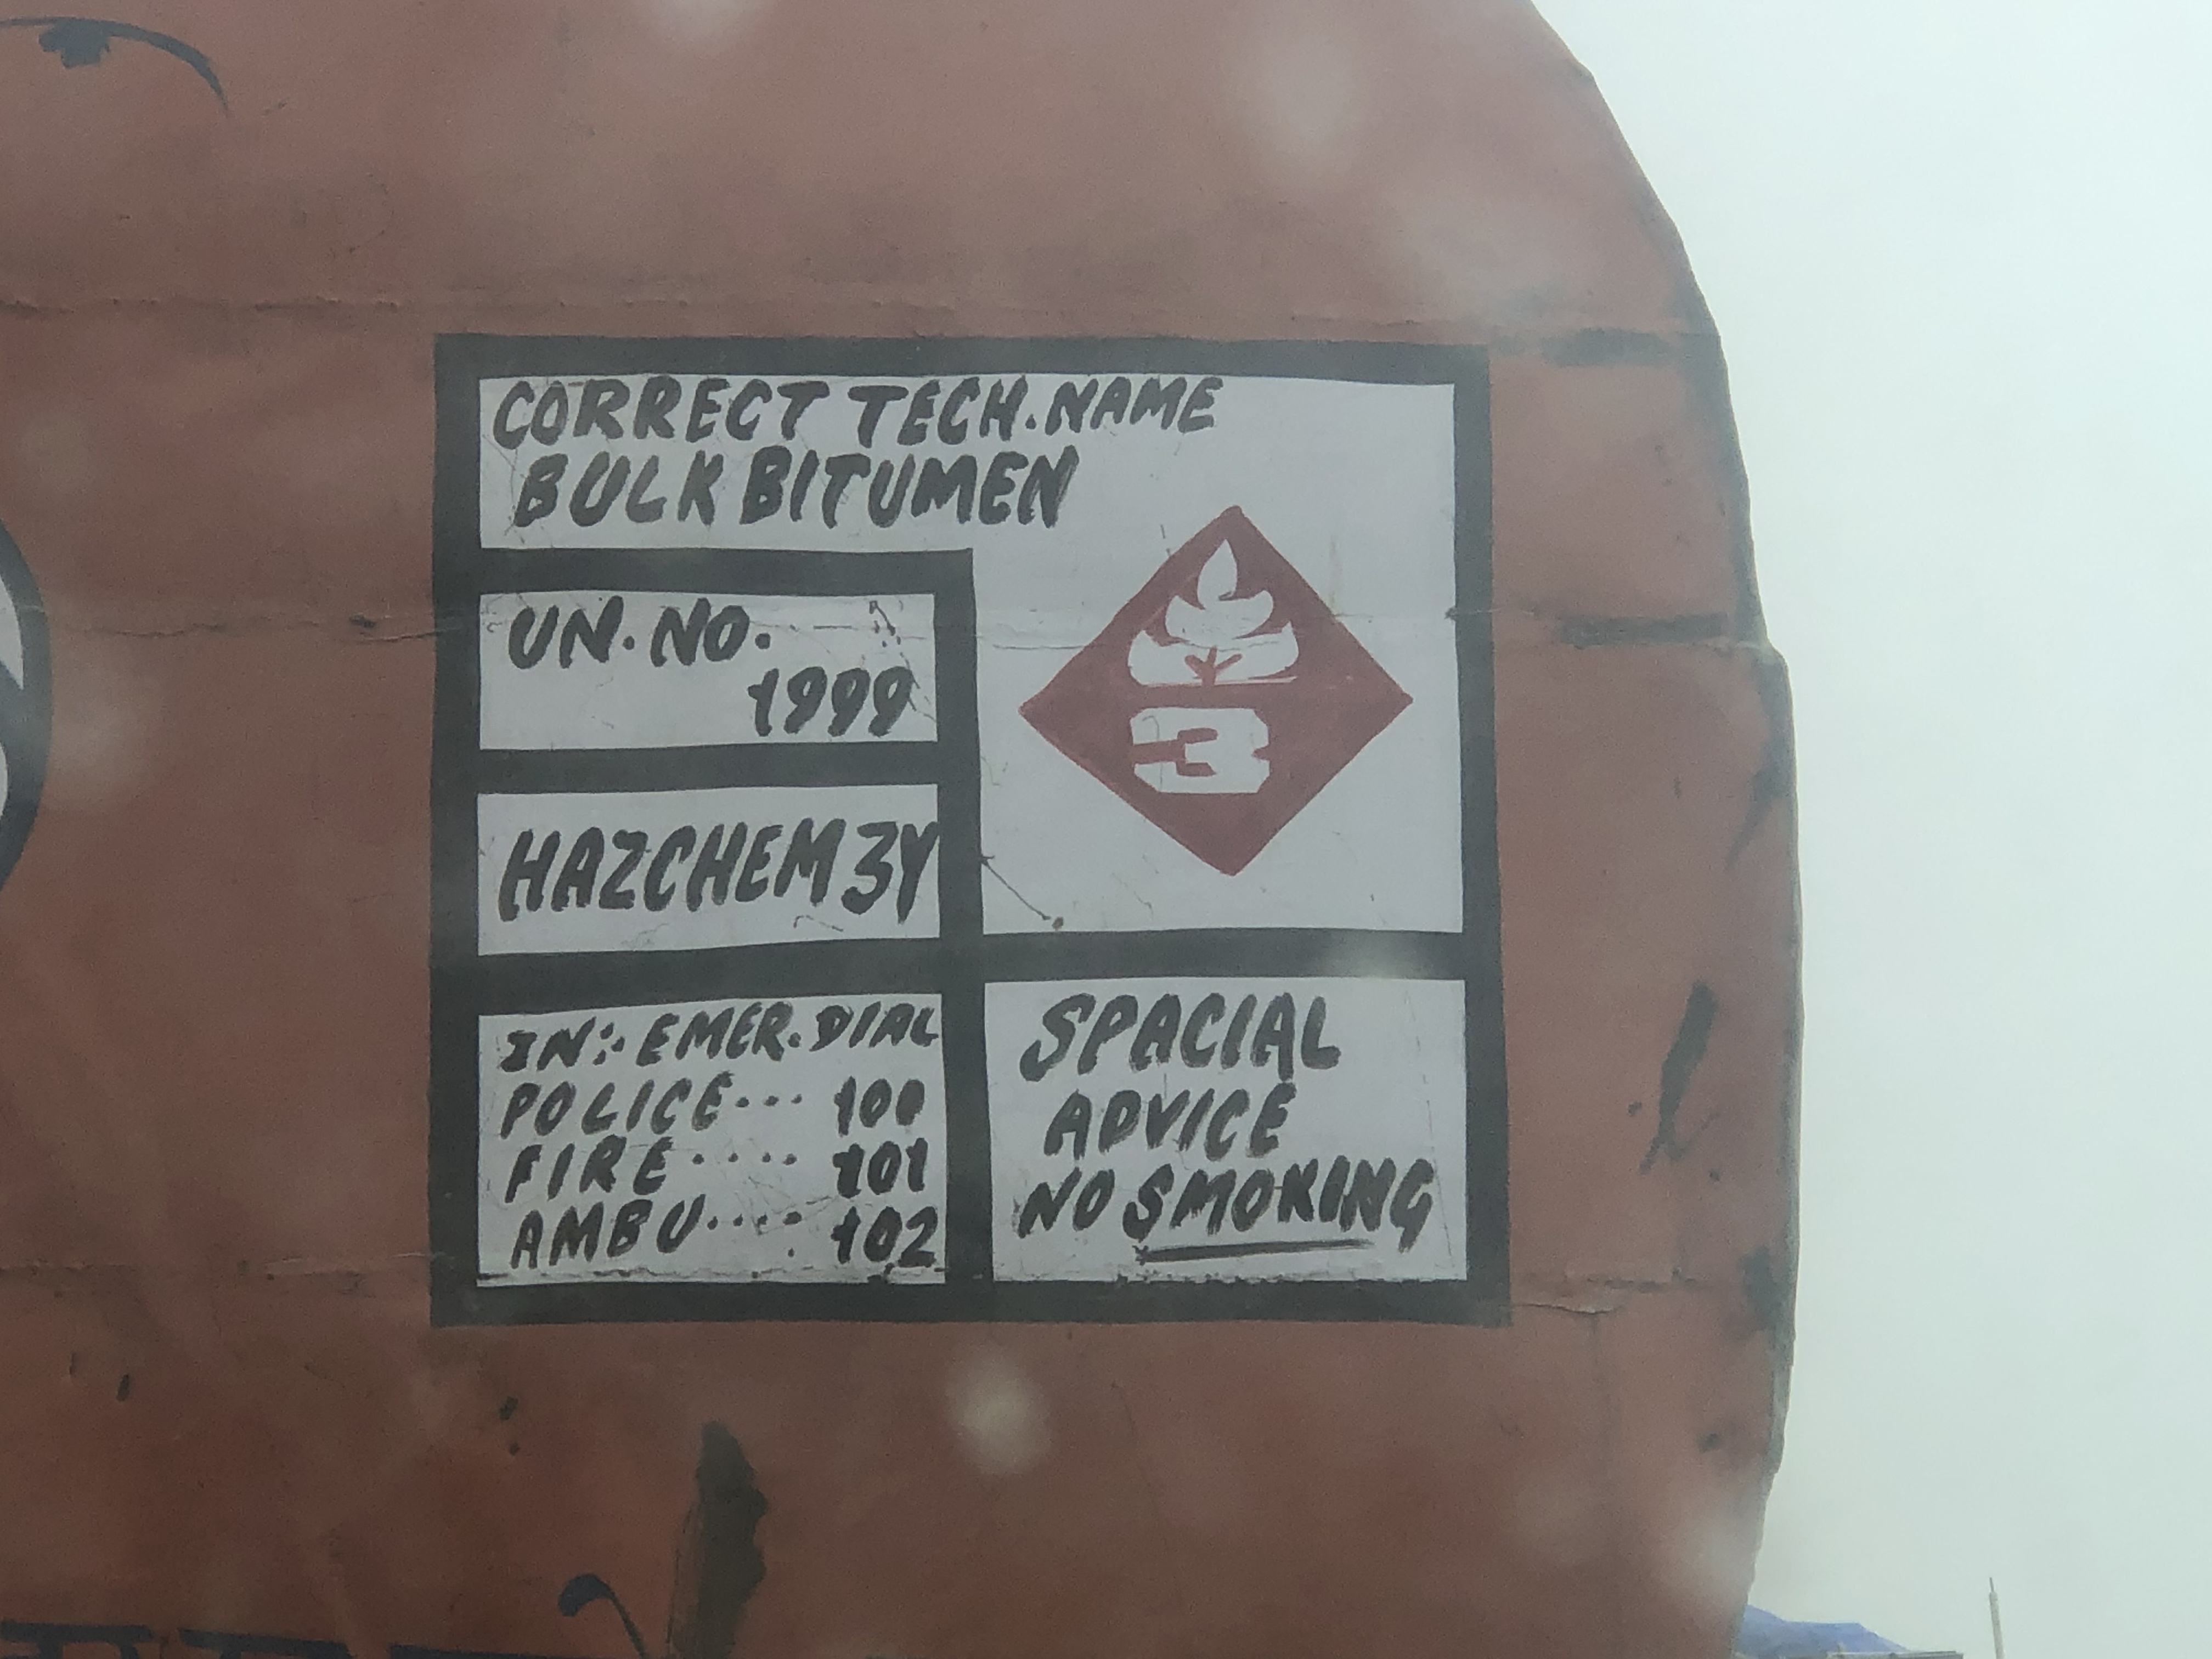 CORRECT TECH.NAME
BULK BITUMEN
UN.NO.
1999
HAZCHEM 3Y
3
IN:. EMER. DIAL
POLICE... 100
FIRE.... 101
AMBU.... 102
SPACIAL
ADVICE
NO SMOKING